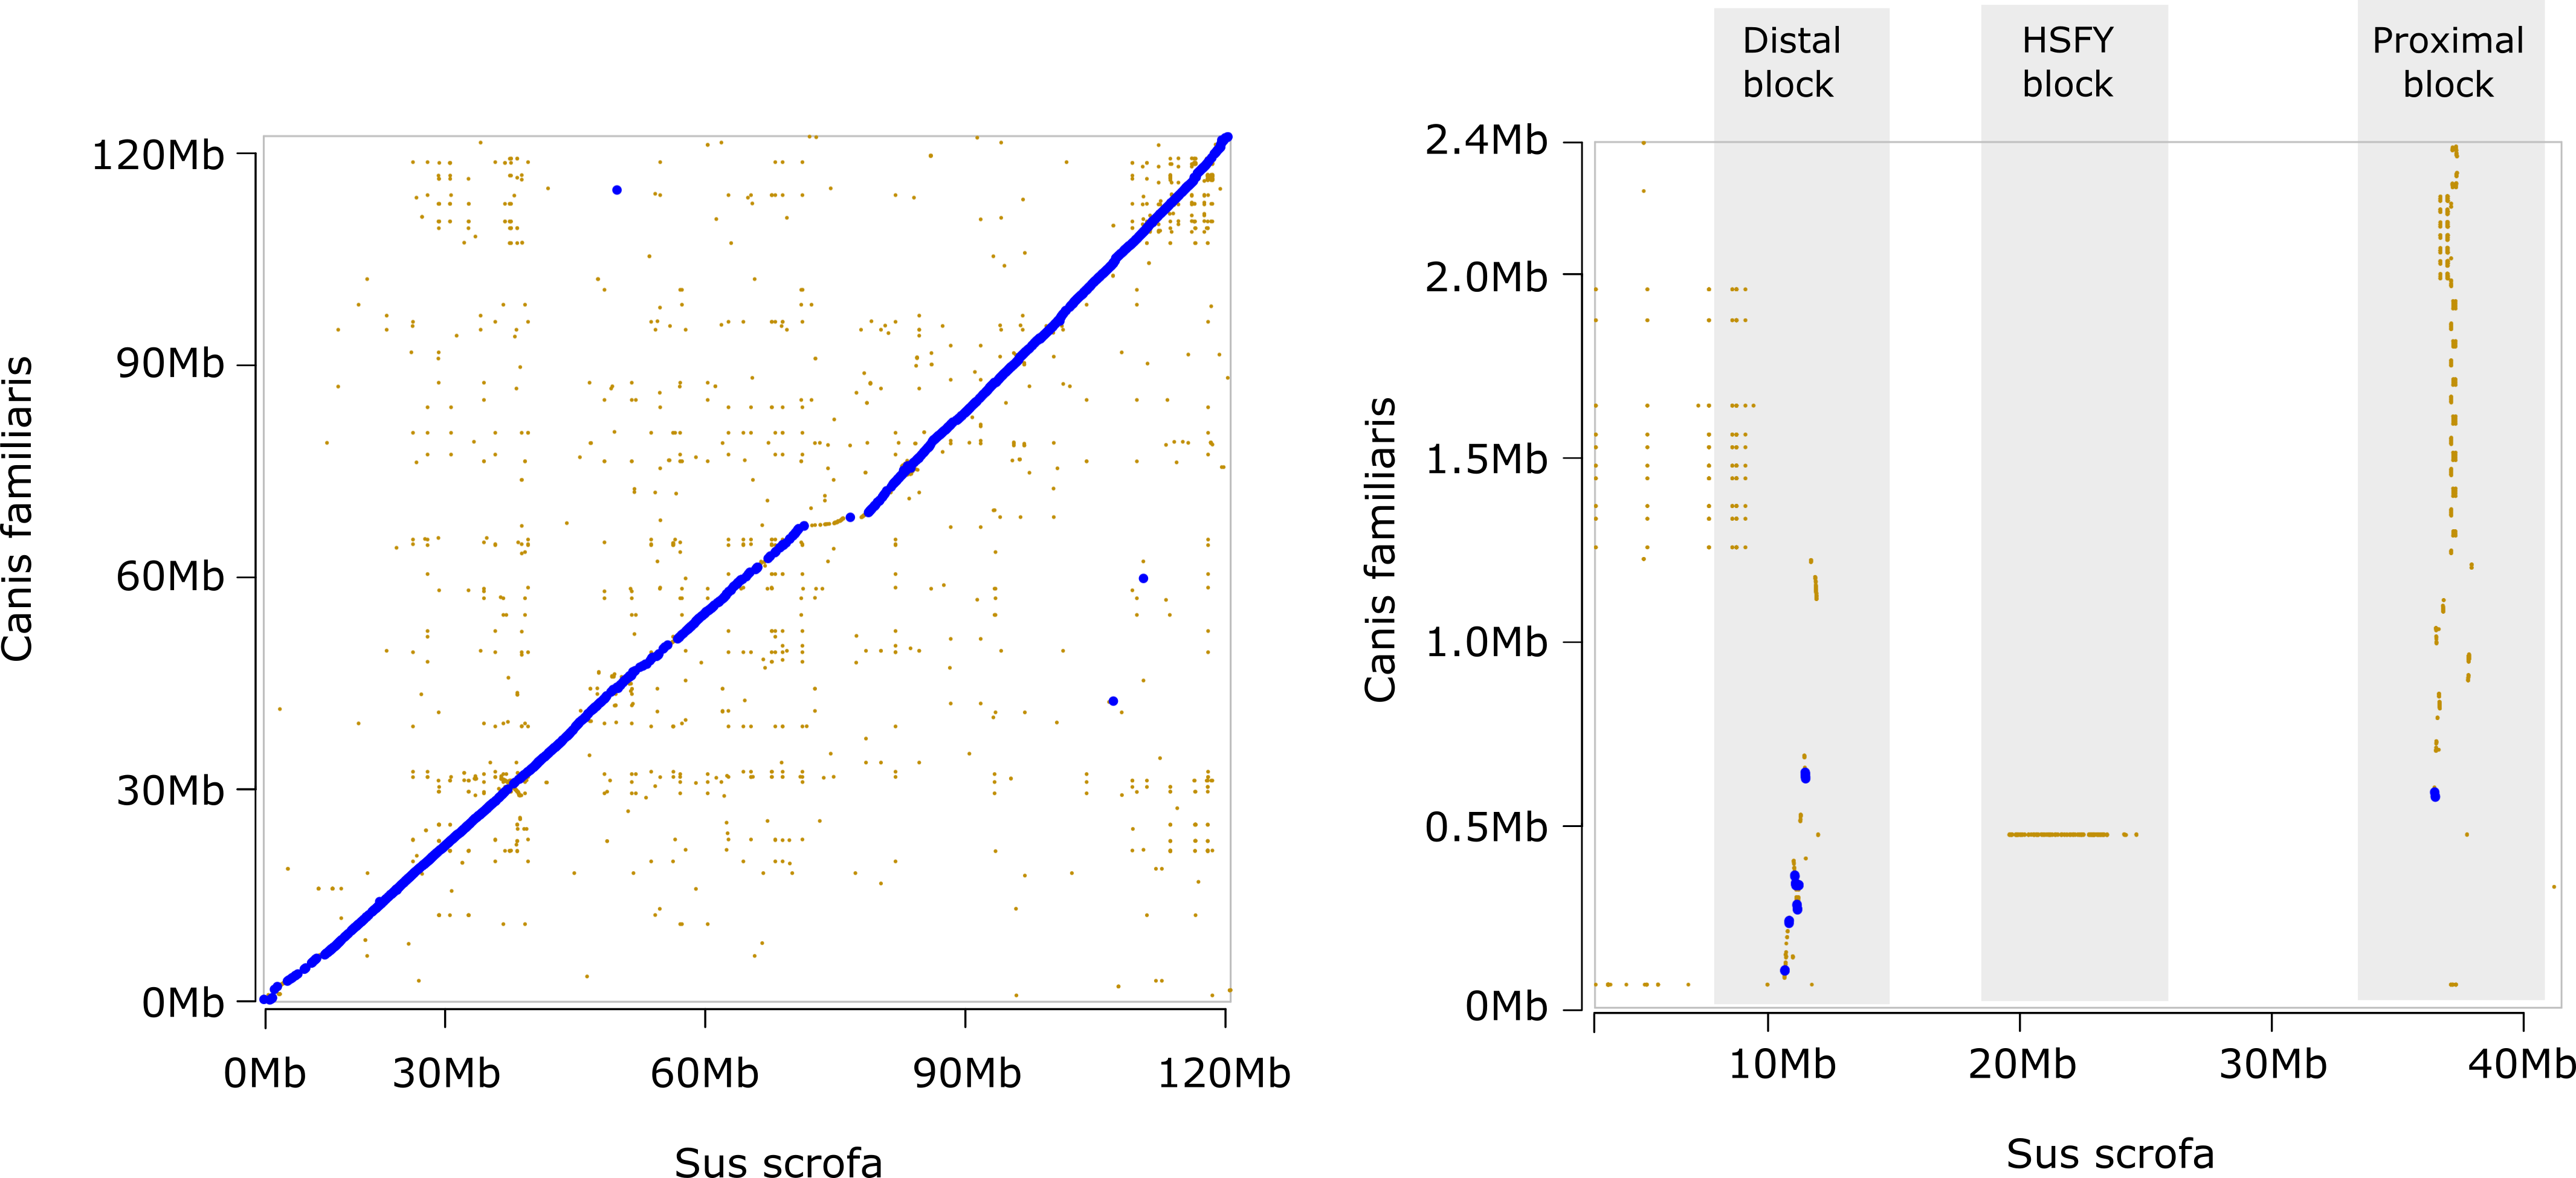 Canis familiaris
120Mb
90Mb
60Mb
30Mb
0Mb
0Mb 30Mb 60Mb 90Mb 120Mb
Sus scrofa
Distal
block
HSFY
block
Proximal
block
Canis familiaris
2.4Mb
2.0Mb
1.5Mb
1.0Mb
0.5Mb
0Mb
10Mb 20Mb 30Mb 40Mb
Sus scrofa